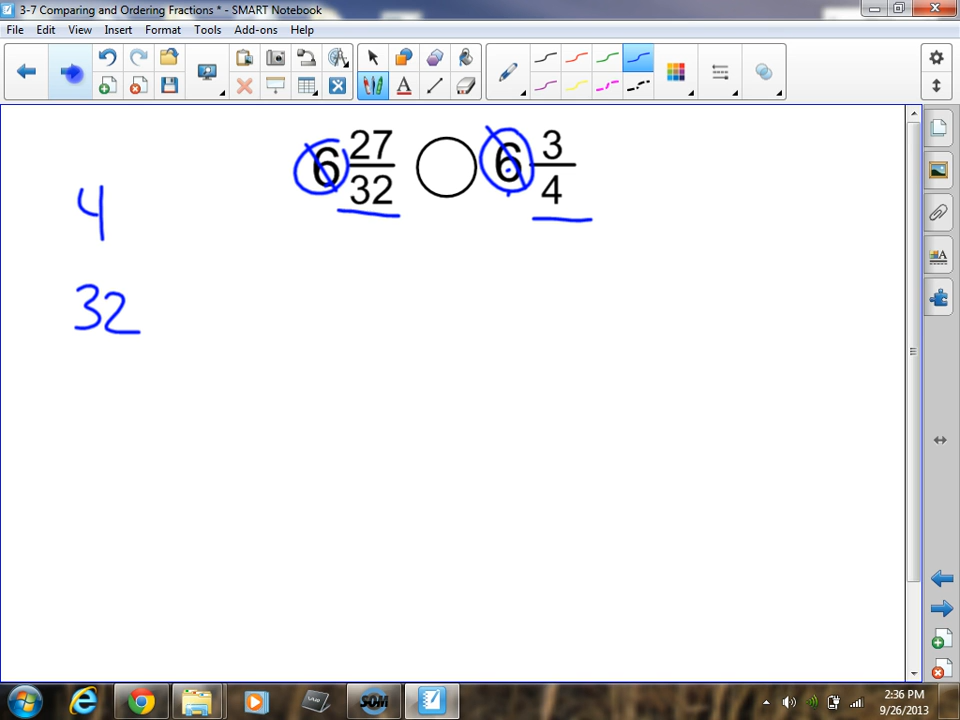 3-7 Comparing and Ordering Fractions * - SMART Notebook
File Edit View Insert Format Tools Add-ons Help
6 27/32 6 3/4
4
32
2:36 PM
9/26/2013